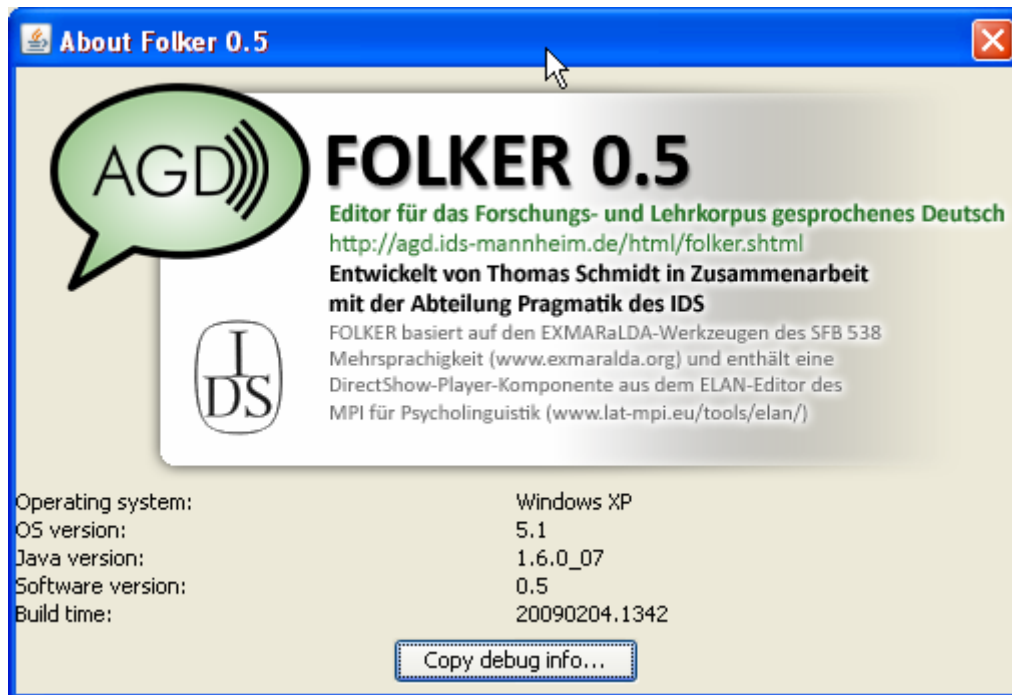 About Folker 0.5
AGD
FOLKER 0.5
Editor für das Forschungs- und Lehrkorpus gesprochenes Deutsch
http://agd.ids-mannheim.de/html/folker.shtml
Entwickelt von Thomas Schmidt in Zusammenarbeit
mit der Abteilung Pragmatik des IDS
FOLKER basiert auf den EXMARaLDA-Werkzeugen des SFB 538
Mehrsprachigkeit (www.exmaralda.org) und enthält eine
DirectShow-Player-Komponente aus dem ELAN-Editor des
MPI für Psycholinguistik (www.lat-mpi.eu/tools/elan/)
I
DS
Operating system: Windows XP
OS version: 5.1
Java version: 1.6.0_07
Software version: 0.5
Build time: 20090204.1342
Copy debug info...